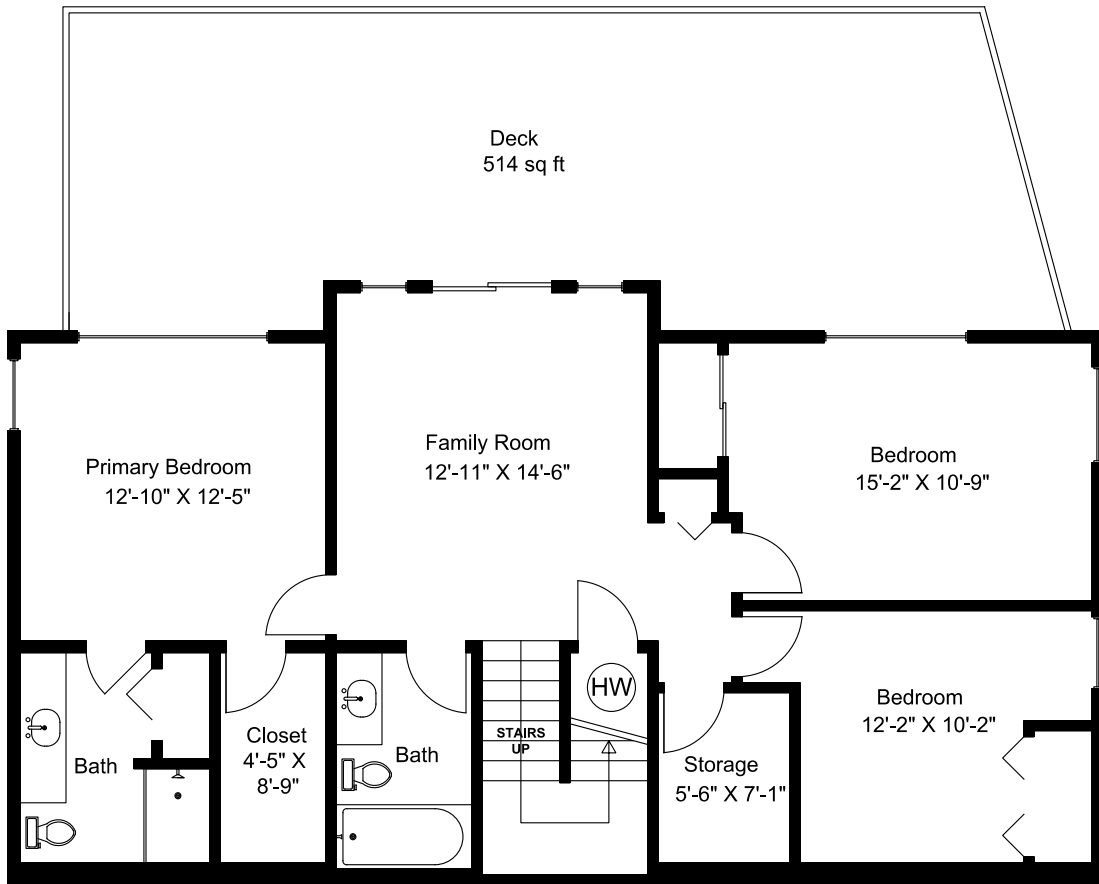 Deck
514 sq ft
Family Room
12'-11" X 14'-6"
Primary Bedroom
12'-10" X 12'-5"
Bedroom
15'-2" X 10'-9"
HW
Bedroom
12'-2" X 10'-2"
STAIRS
UP
Closet
4'-5" X
8'-9"
Bath
Bath
Storage
5'-6" X 7'-1"